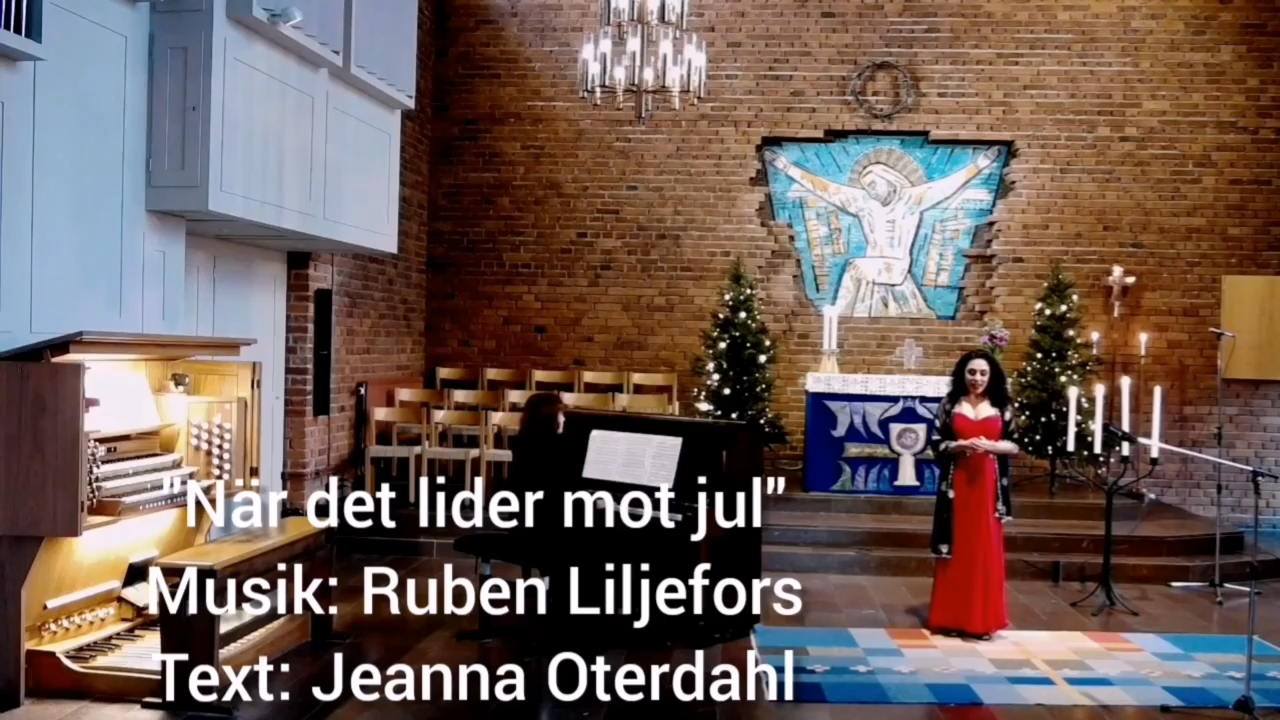 "När det lider mot jul"
Musik: Ruben Liljefors
Text: Jeanna Oterdahl